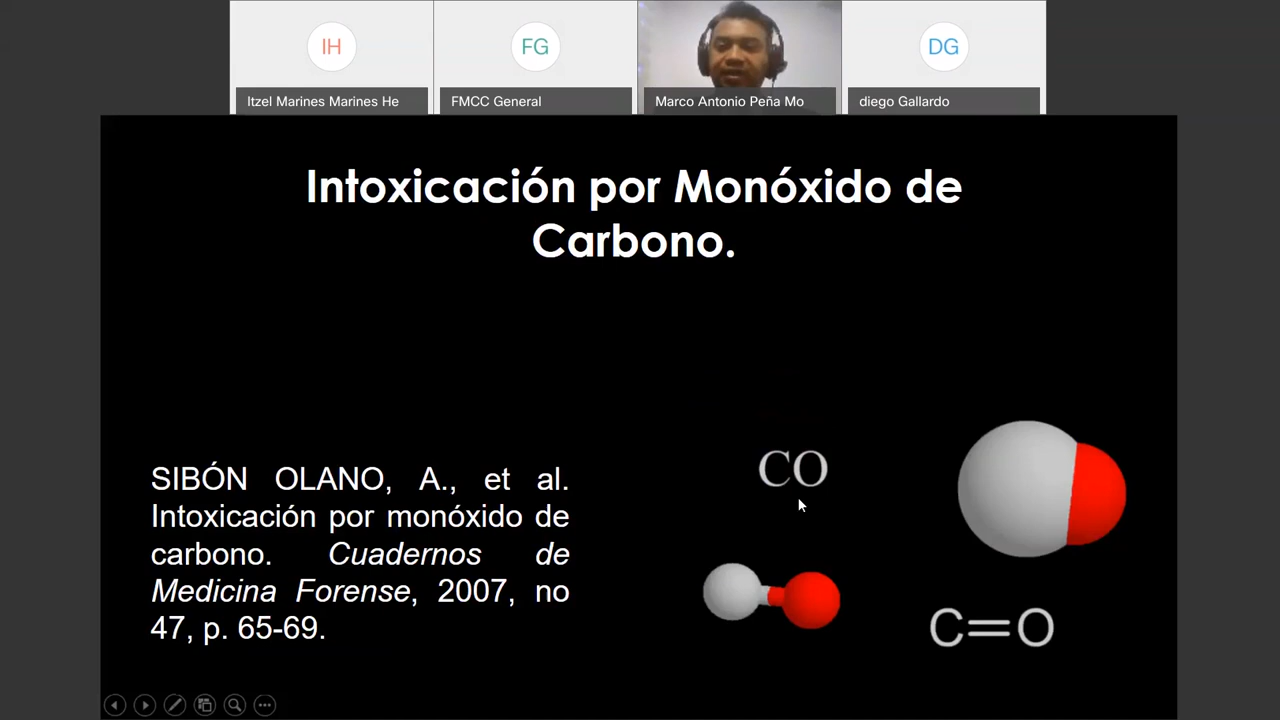 IH
FG
DG
Itzel Marines Marines He
FMCC General
Marco Antonio Peña Mo
diego Gallardo
Intoxicación por Monóxido de
Carbono.
SIBÓN OLANO, A., et al.
Intoxicación por monóxido de
carbono. Cuadernos de
Medicina Forense, 2007, no
47, p. 65-69.
CO
C=O